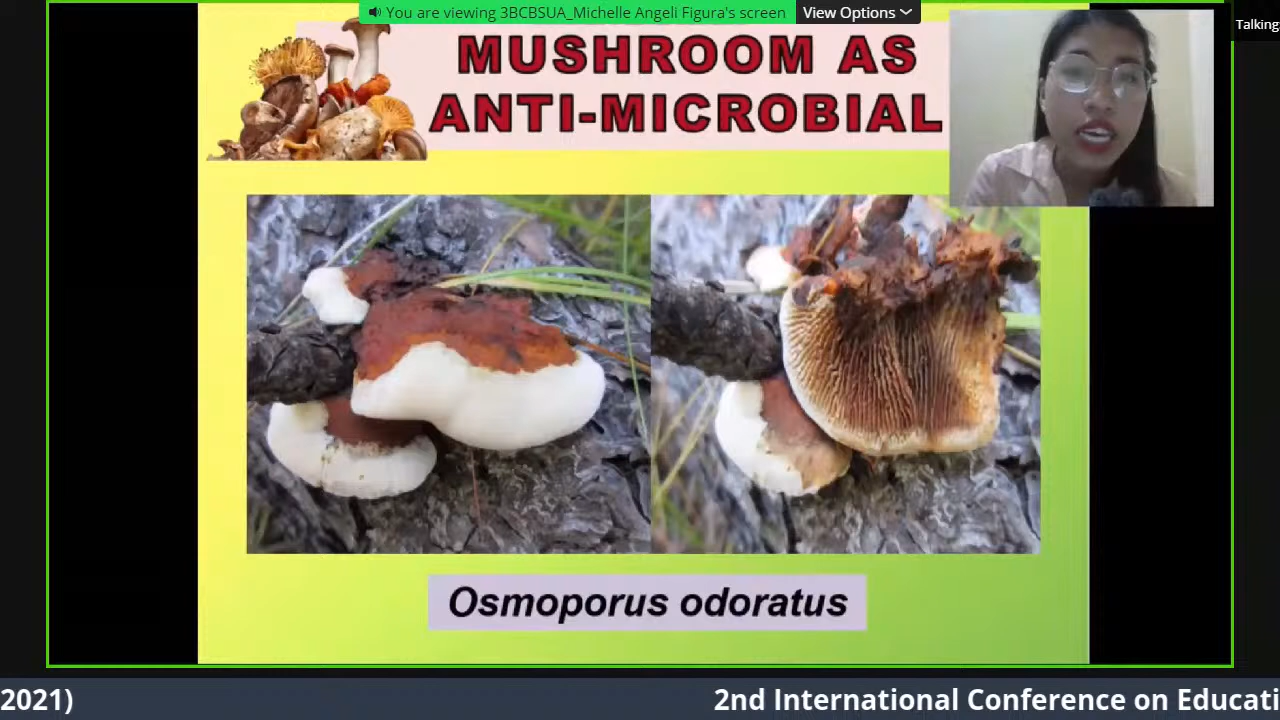 You are viewing 3BCBSUA_Michelle Angeli Figura's screen
View Options
Talking
MUSHROOM AS
ANTI-MICROBIAL
Osmoporus odoratus
2021)
2nd International Conference on Educati